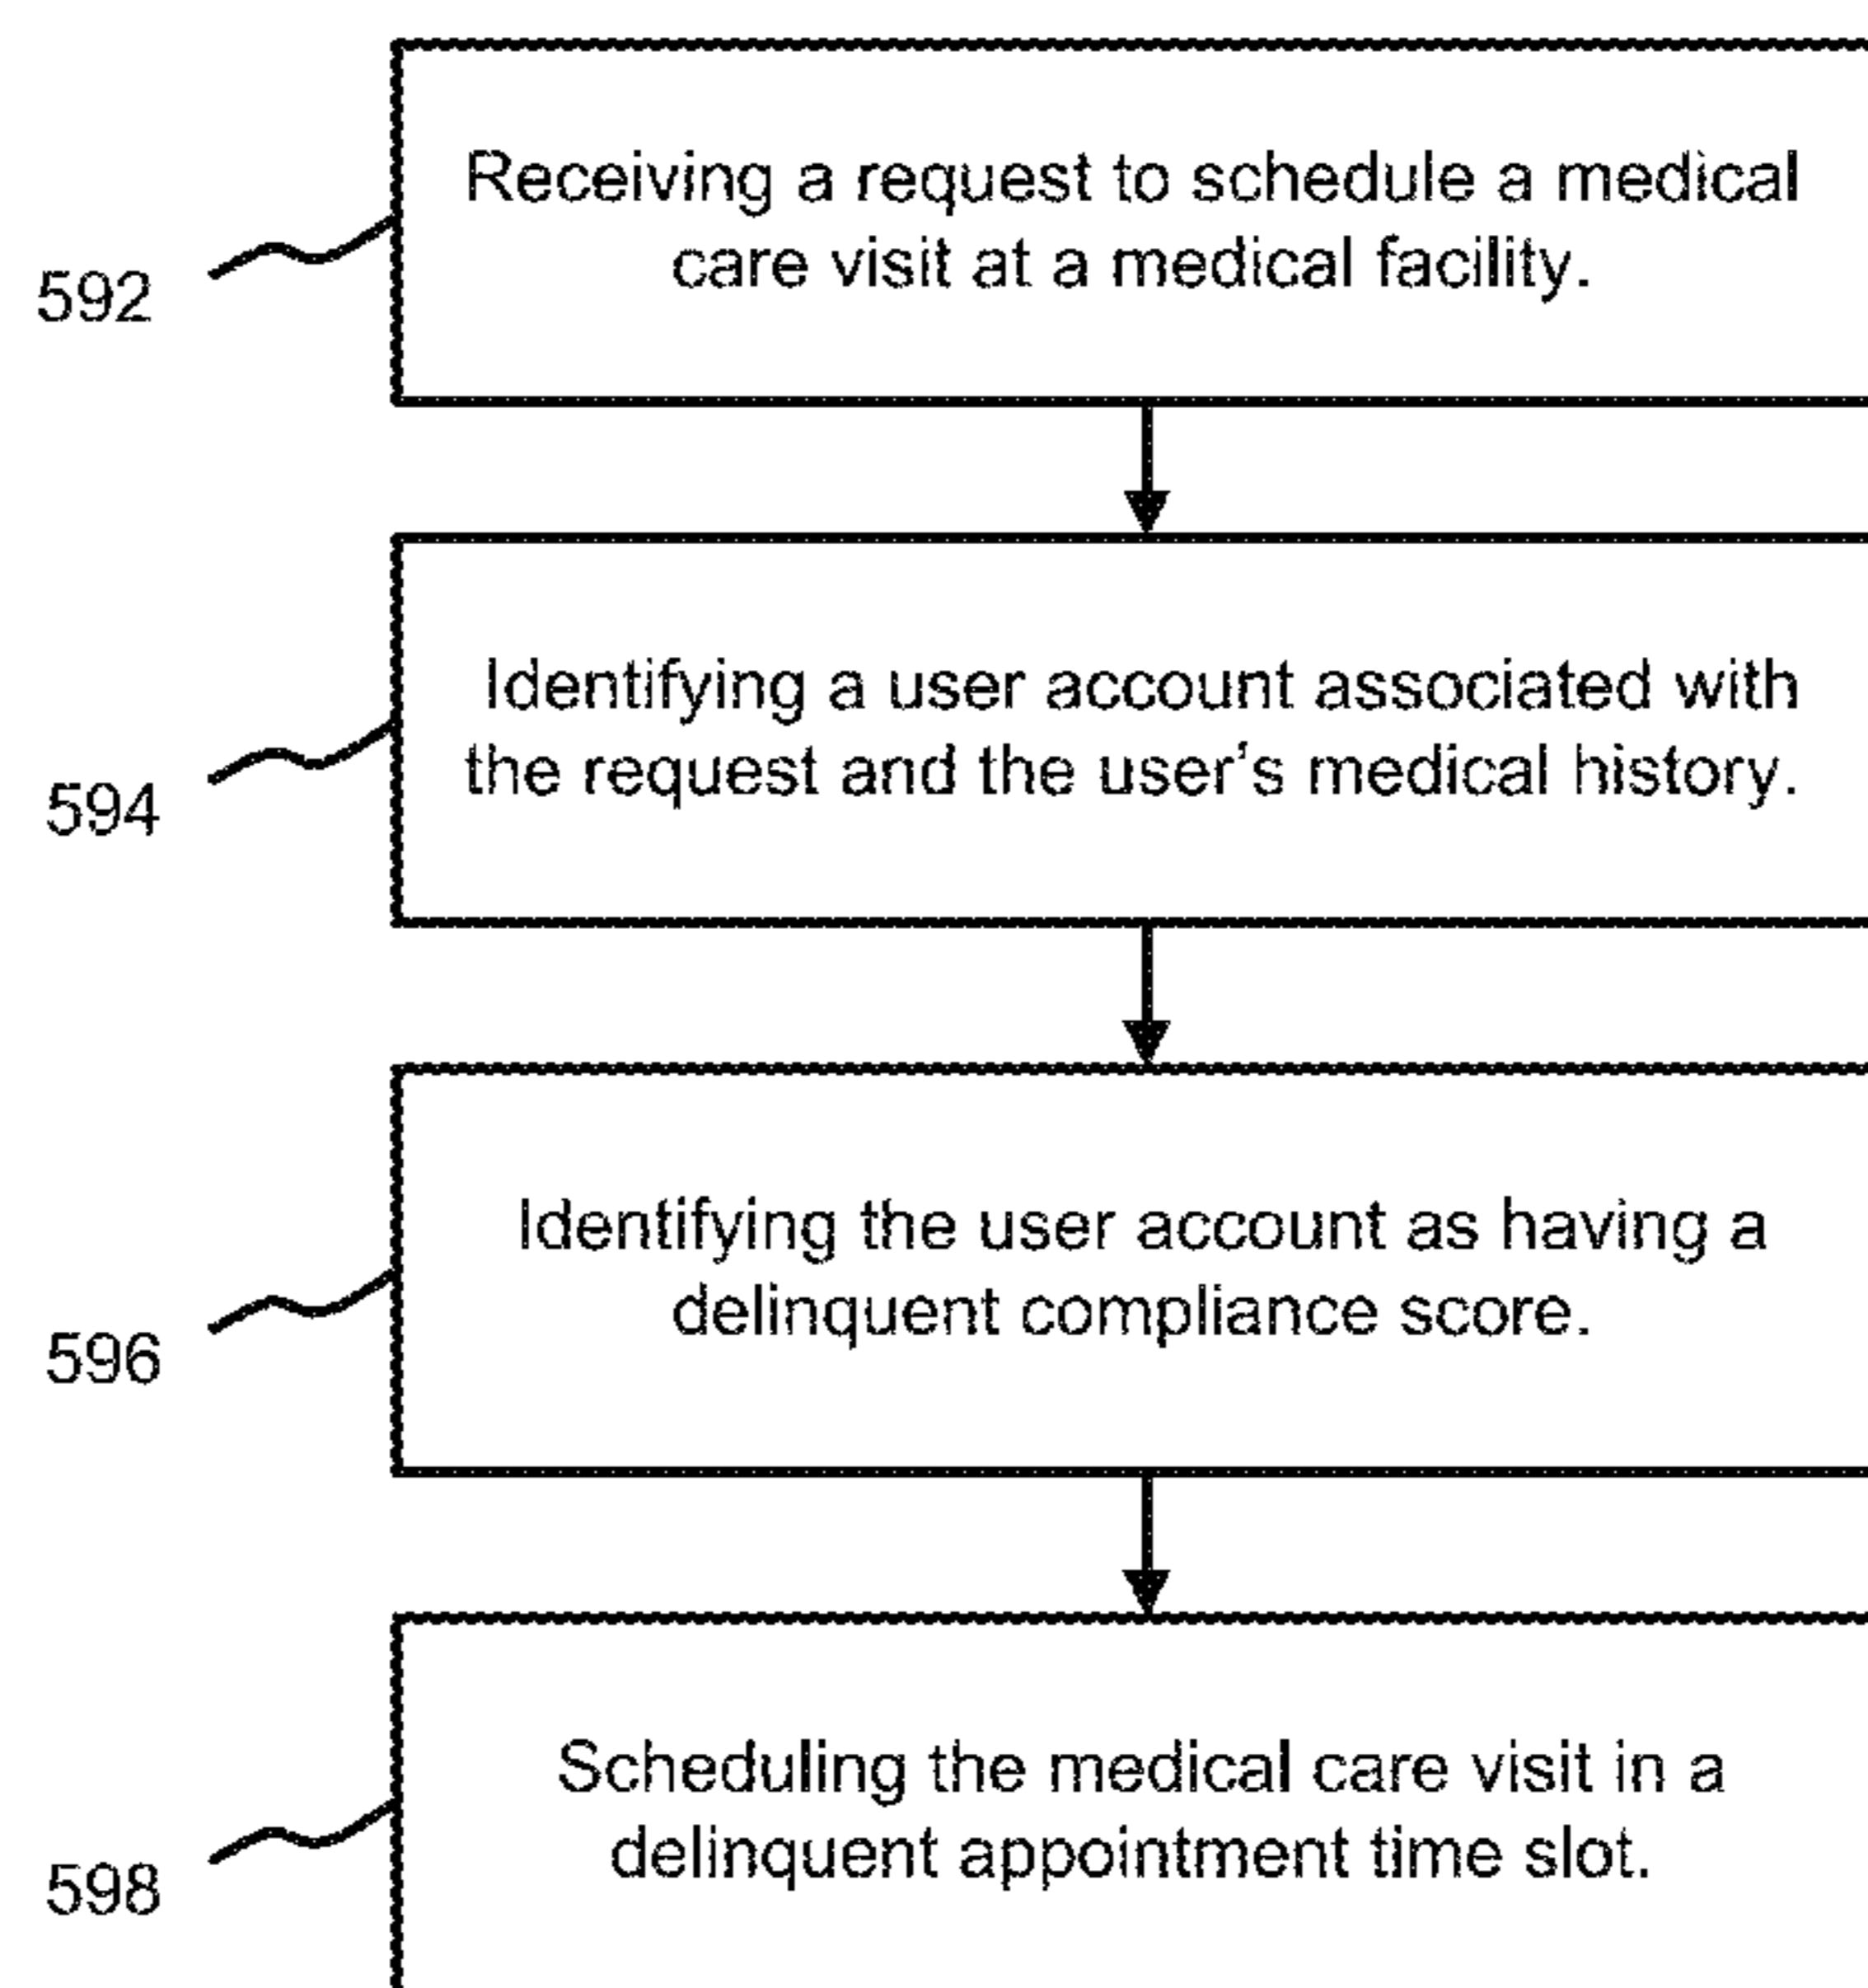 Receiving a request to schedule a medical
care visit at a medical facility.
592
Identifying a user account associated with
the request and the user's medical history.
594
Identifying the user account as having a
delinquent compliance score.
596
Scheduling the medical care visit in a
delinquent appointment time slot.
598